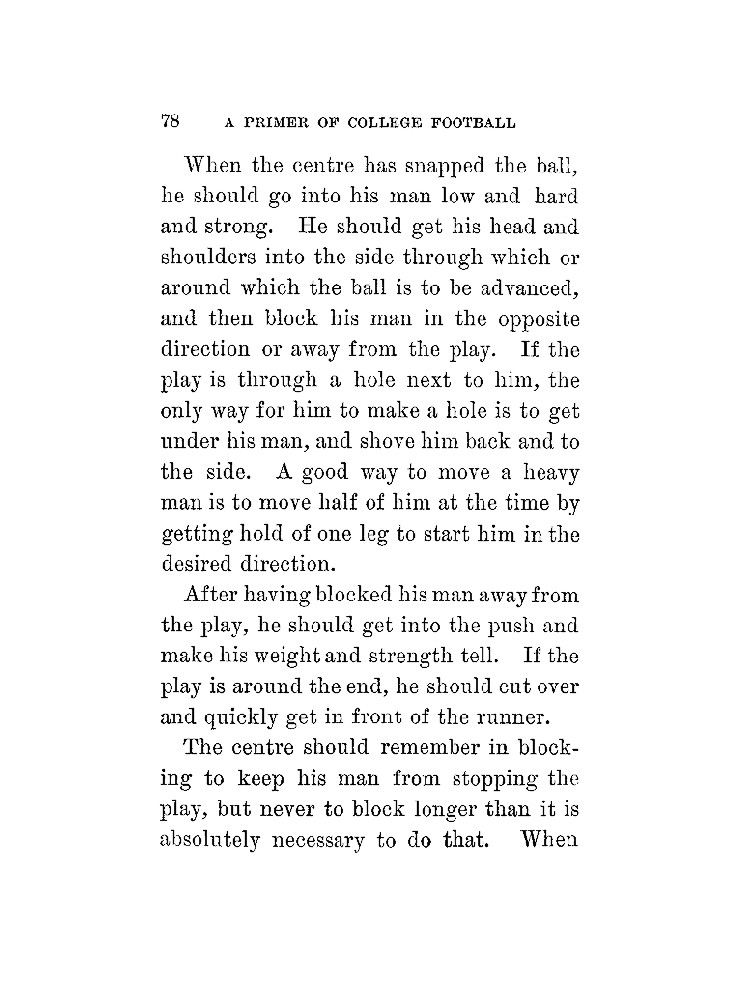 78 A PRIMER OF COLLEGE FOOTBALL
When the centre has snapped the ball,
he should go into his man low and hard
and strong. He should get his head and
shoulders into the side through which or
around which the ball is to be advanced,
and then block his man in the opposite
direction or away from the play. If the
play is through a hole next to him, the
only way for him to make a hole is to get
under his man, and shove him back and to
the side. A good way to move a heavy
man is to move half of him at the time by
getting hold of one leg to start him in the
desired direction.
After having blocked his man away from
the play, he should get into the push and
make his weight and strength tell. If the
play is around the end, he should cut over
and quickly get in front of the runner.
The centre should remember in block-
ing to keep his man from stopping the
play, but never to block longer than it is
absolutely necessary to do that. When